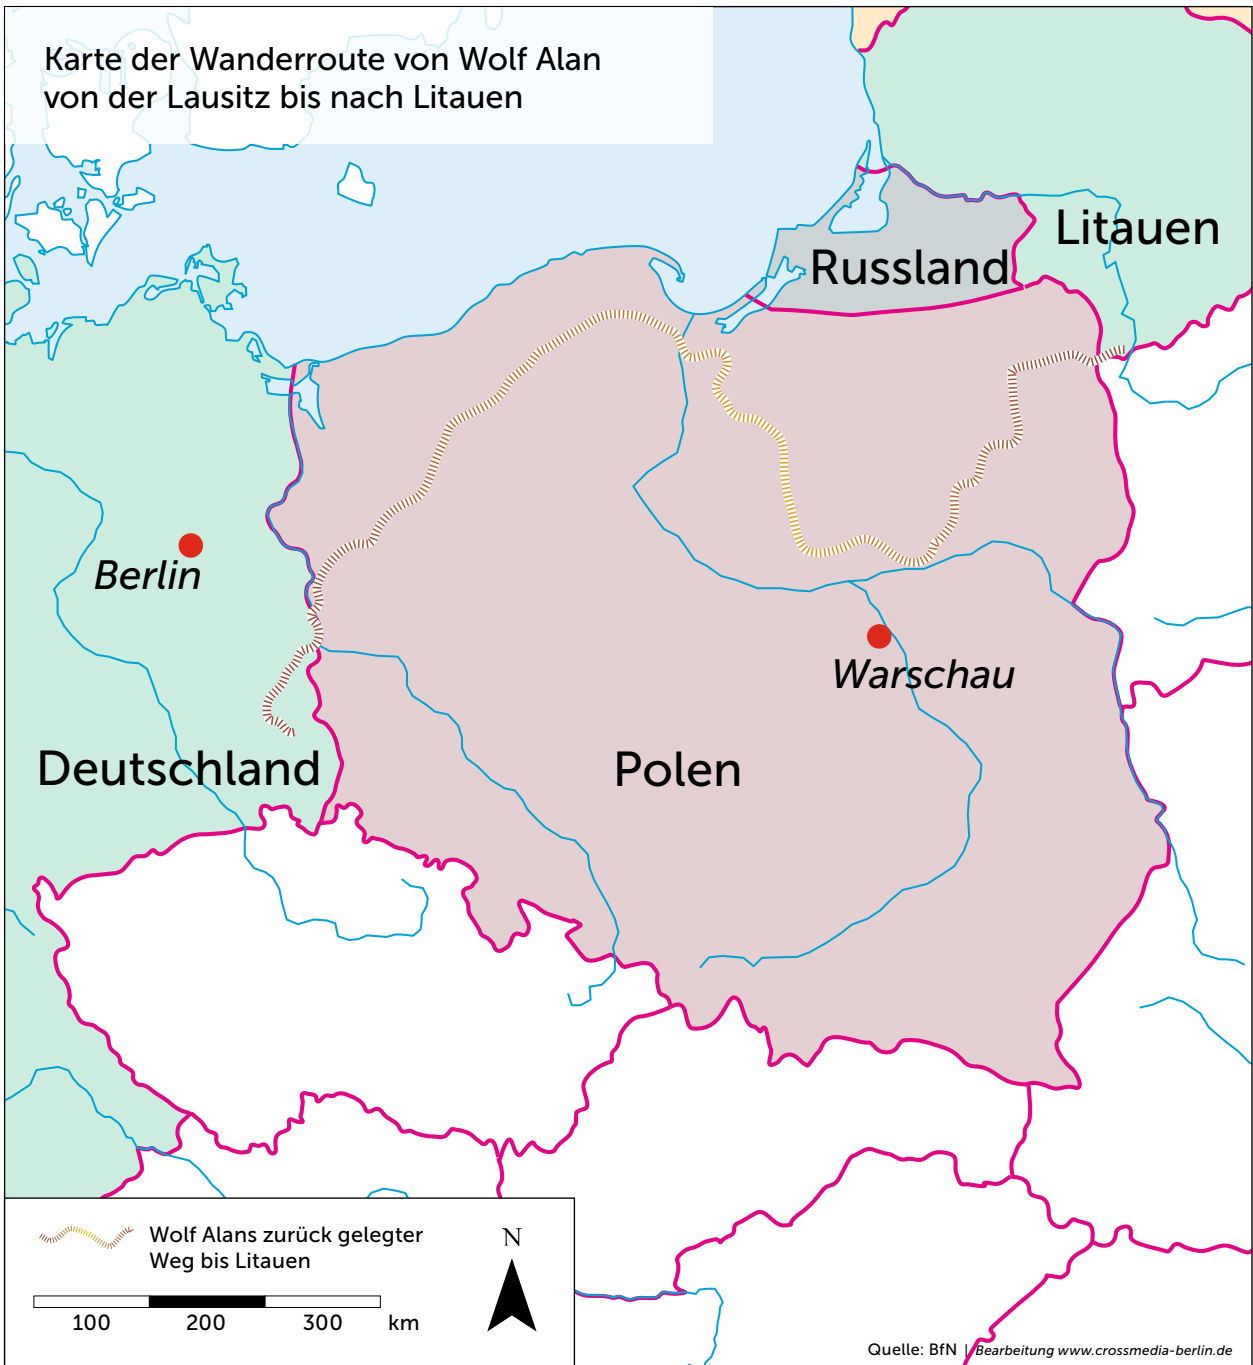 Karte der Wanderroute von Wolf Alan
von der Lausitz bis nach Litauen
Litauen
Russland
Berlin
Warschau
Deutschland
Polen
Wolf Alans zurück gelegter
Weg bis Litauen
N
100 200 300 km
Quelle: BfN | Bearbeitung www.crossmedia-berlin.de